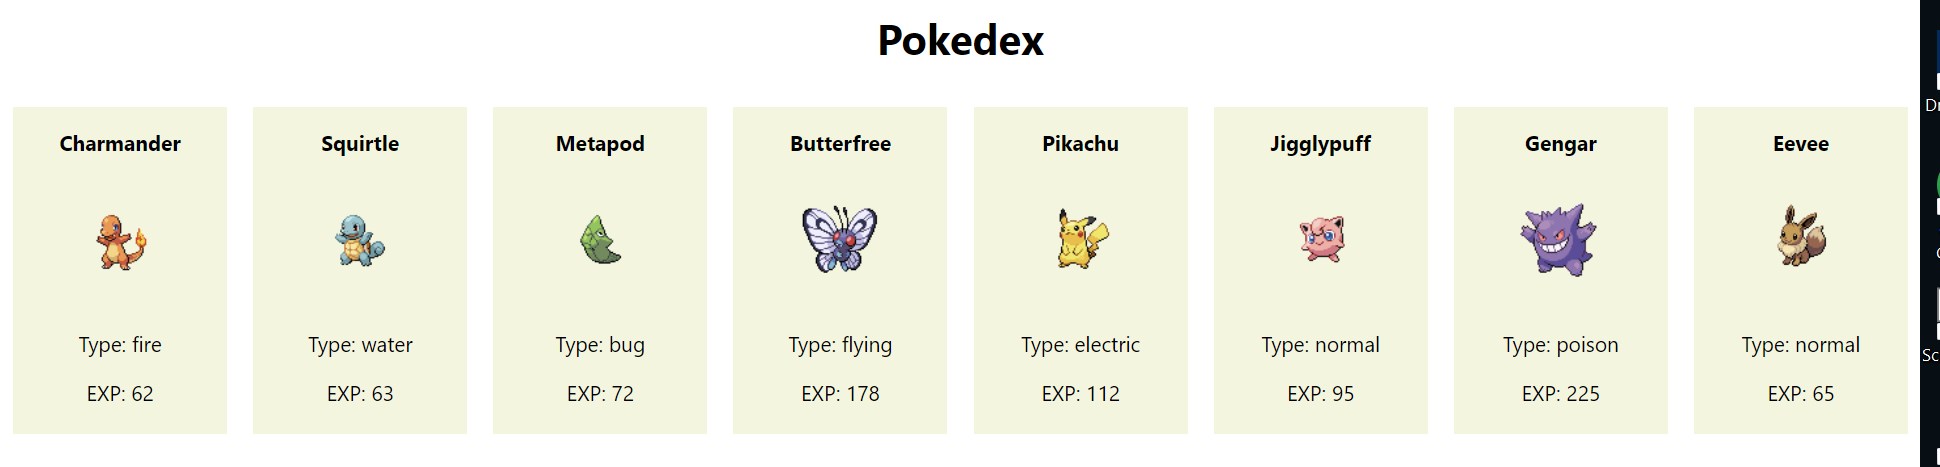 Pokedex
Charmander
Type: fire
EXP: 62
Squirtle
Type: water
EXP: 63
Metapod
Type: bug
EXP: 72
Butterfree
Type: flying
EXP: 178
Pikachu
Type: electric
EXP: 112
Jigglypuff
Type: normal
EXP: 95
Gengar
Type: poison
EXP: 225
Eevee
Type: normal
EXP: 65